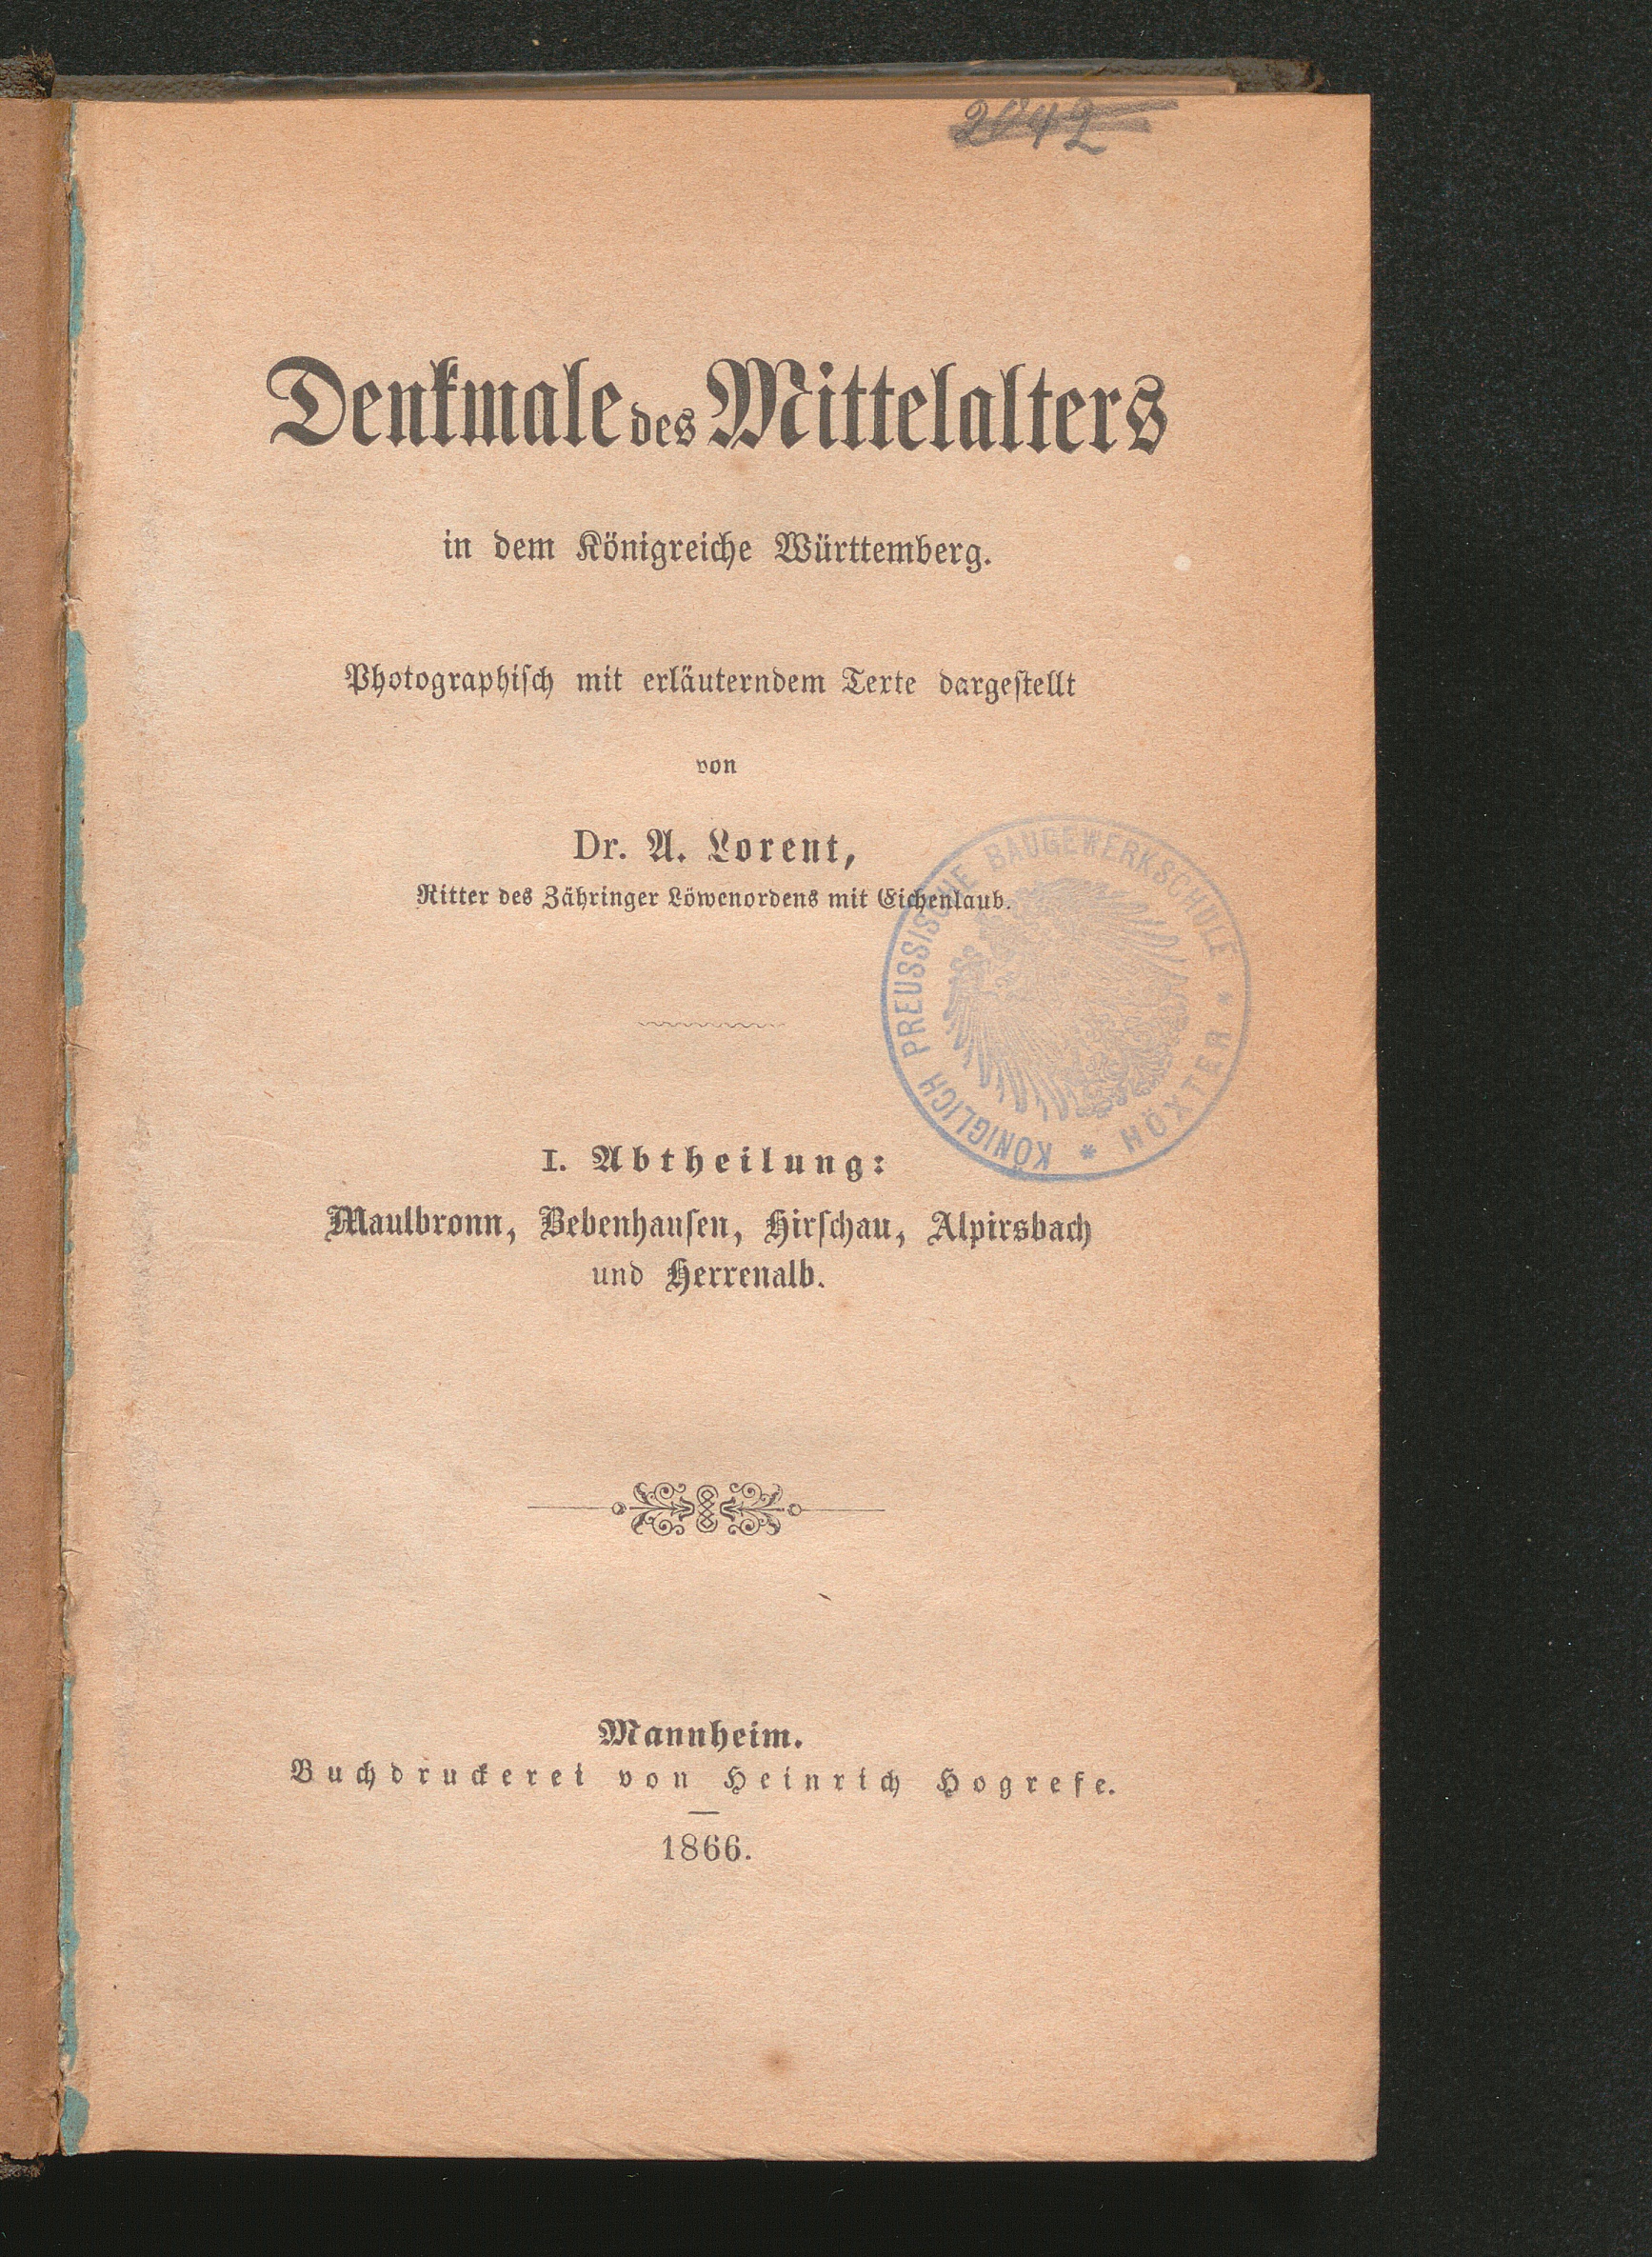 2042
Denkmale des Mittelalters
in dem Königreiche Württemberg.
Photographisch mit erläuterndem Texte dargestellt
von
Dr. A. Lorent,
Ritter des Zähringer Löwenordens mit Eichenlaub.
KÖNIGLICH PREUSSISCHE BAUGEWERKSCHULE * HÖXTER *
I. Abtheilung:
Maulbronn, Bebenhausen, Hirschau, Alpirsbach
und Herrenalb.
Mannheim.
Buchdruckerei von Heinrich Hogrefe.
1866.